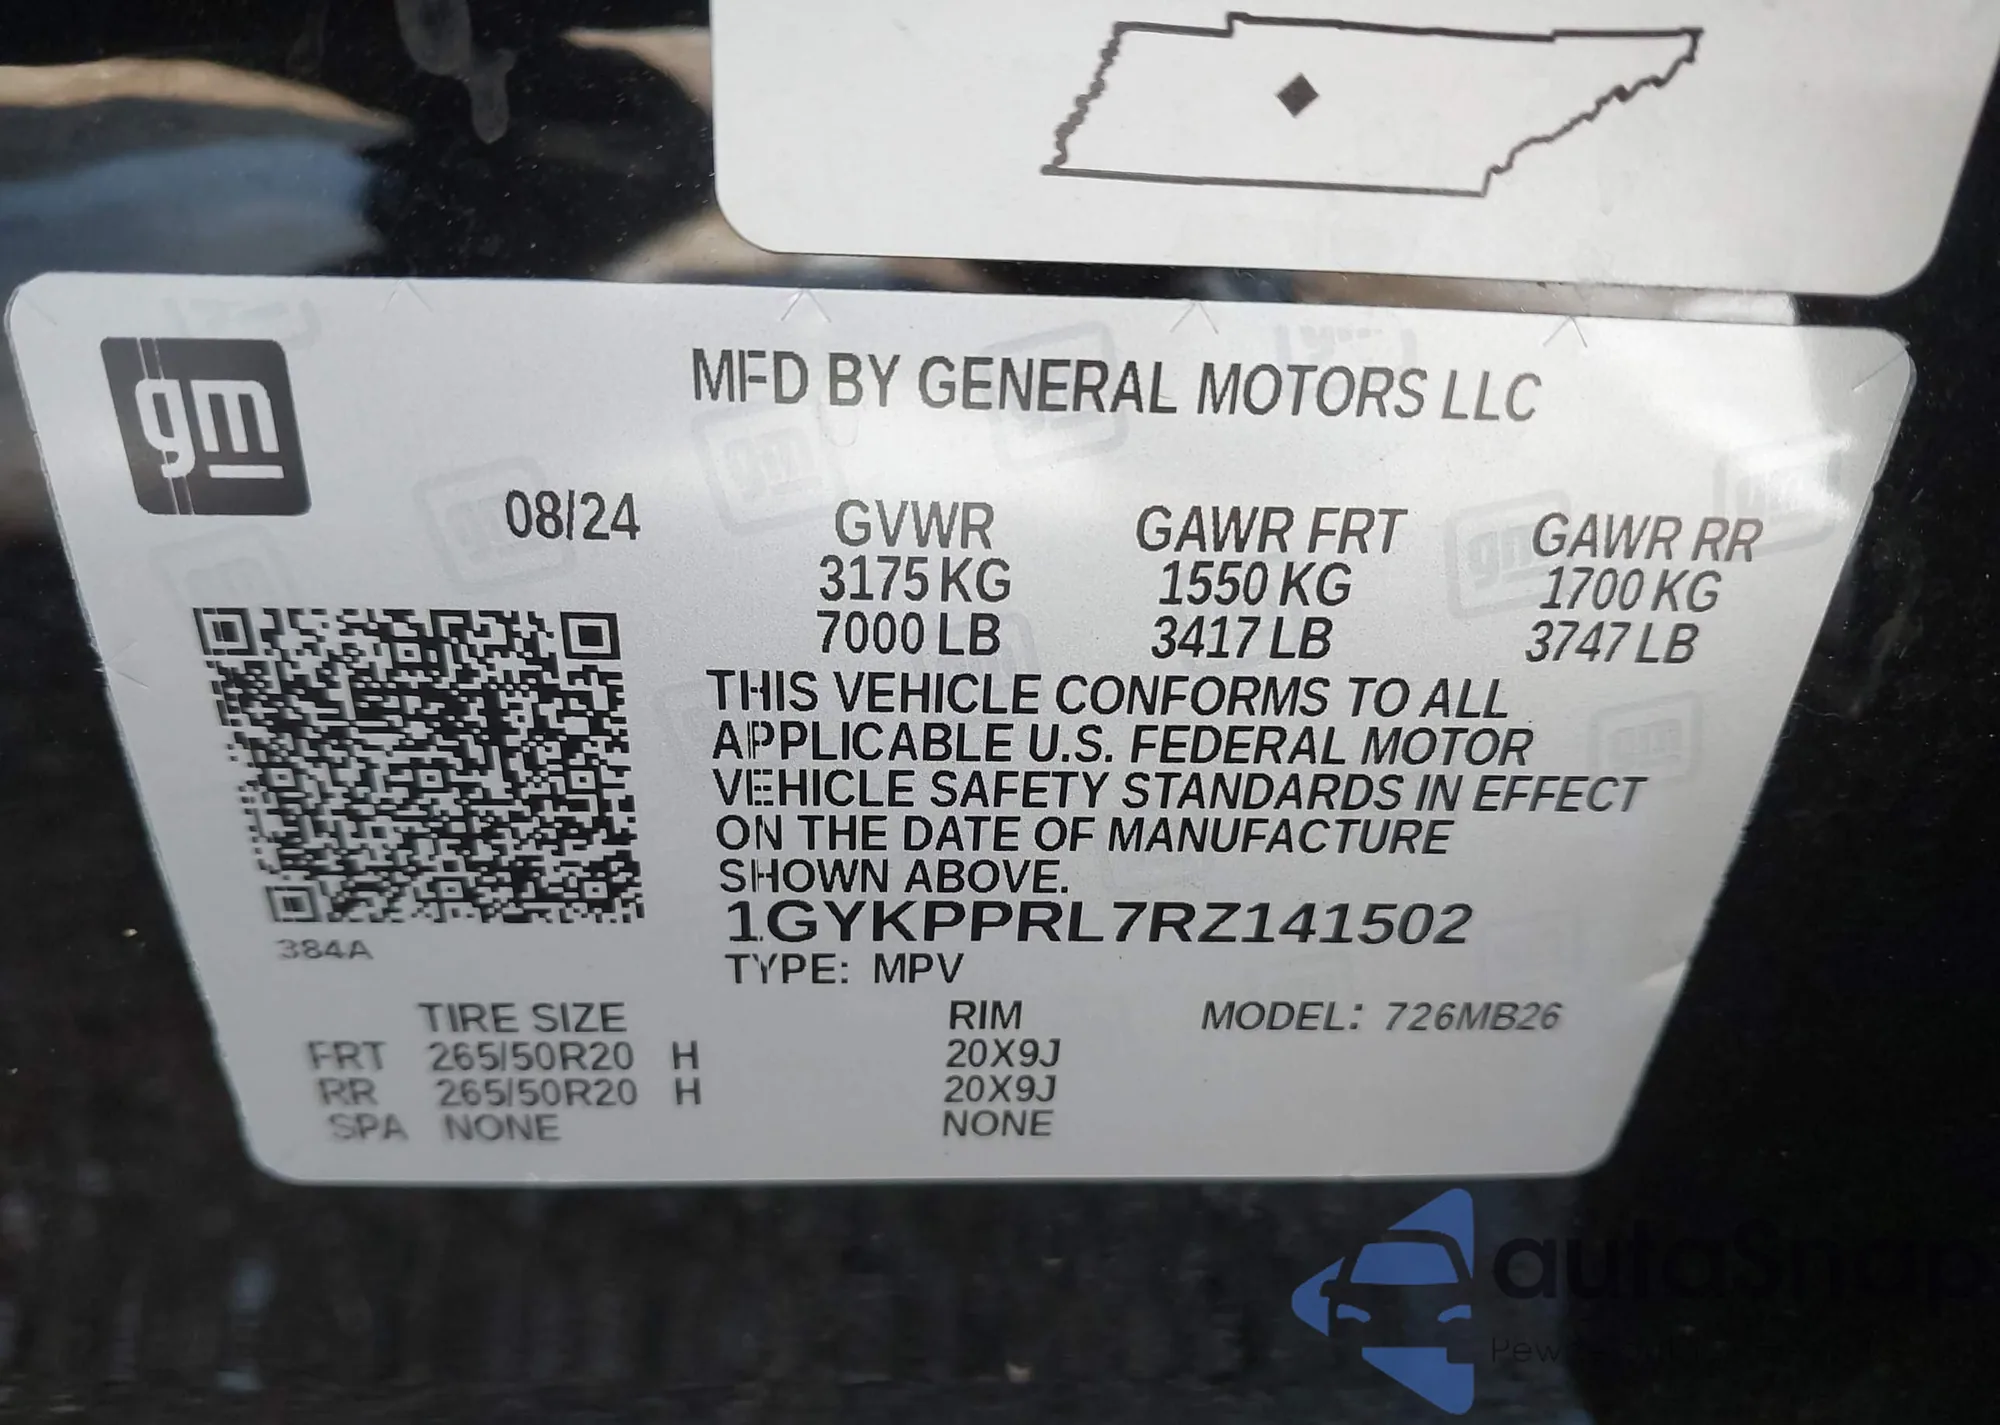 gm
MFD BY GENERAL MOTORS LLC
08/24 GVWR GAWR FRT GAWR RR
3175 KG 1550 KG 1700 KG
7000 LB 3417 LB 3747 LB
THIS VEHICLE CONFORMS TO ALL
APPLICABLE U.S. FEDERAL MOTOR
VEHICLE SAFETY STANDARDS IN EFFECT
ON THE DATE OF MANUFACTURE
SHOWN ABOVE.
1GYKPPRL7RZ141502
384A
TYPE: MPV
TIRE SIZE RIM MODEL: 726MB26
FRT 265/50R20 H 20X9J
RR 265/50R20 H 20X9J
SPA NONE NONE
autoSnap